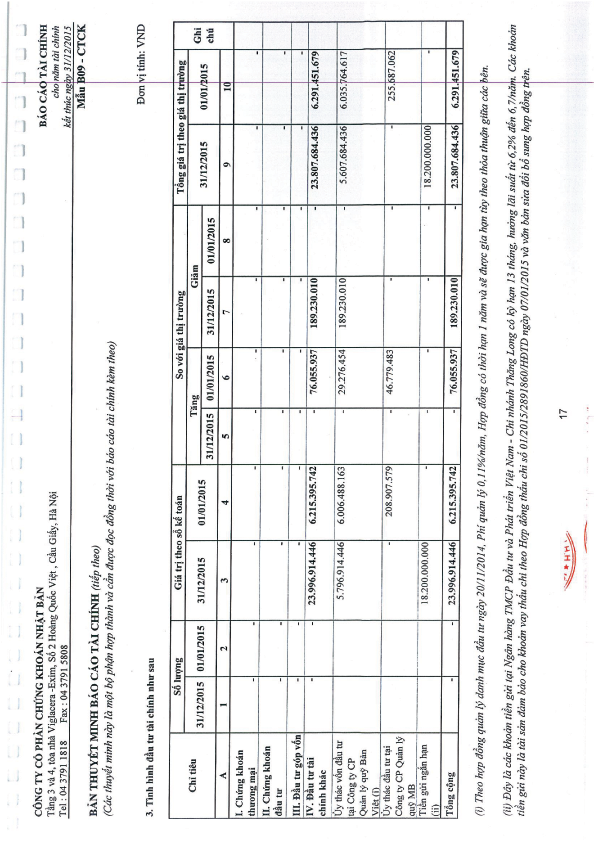 CÔNG TY CỔ PHẦN CHỨNG KHOÁN NHẬT BẢN
Tầng 3 và 4, tòa nhà Viglacera -Exim, Số 2 Hoàng Quốc Việt , Cầu Giấy, Hà Nội
Tel : 04 3791 1818 Fax : 04 3791 5808
BÁO CÁO TÀI CHÍNH
cho năm tài chính
kết thúc ngày 31/12/2015
Mẫu B09 - CTCK
BẢN THUYẾT MINH BÁO CÁO TÀI CHÍNH (tiếp theo)
(Các thuyết minh này là một bộ phận hợp thành và cần được đọc đồng thời với báo cáo tài chính kèm theo)
3. Tình hình đầu tư tài chính như sau
Đơn vị tính: VND
Chỉ tiêu Số lượng Giá trị theo sổ kế toán So với giá thị trường Tổng giá trị theo giá thị trường Ghi chú
Tăng Giảm
31/12/2015 01/01/2015 31/12/2015 01/01/2015 31/12/2015 01/01/2015 31/12/2015 01/01/2015 31/12/2015 01/01/2015
A 1 2 3 4 5 6 7 8 9 10
I. Chứng khoán thương mại - - - - - - - - - -
II. Chứng khoán đầu tư - - - - - - - - - -
III. Đầu tư góp vốn - - - - - - - - - -
IV. Đầu tư tài chính khác - - 23.996.914.446 6.215.395.742 - 76.055.937 189.230.010 - 23.807.684.436 6.291.451.679
Ủy thác vốn đầu tư tại Công ty CP Quản lý quỹ Bản Việt (i) 5.796.914.446 6.006.488.163 - 29.276.454 189.230.010 - 5.607.684.436 6.035.764.617
Ủy thác đầu tư tại Công ty CP Quản lý quỹ MB - 208.907.579 - 46.779.483 - - - 255.687.062
Tiền gửi ngắn hạn (ii) 18.200.000.000 - - - - 18.200.000.000
Tổng cộng - - 23.996.914.446 6.215.395.742 - 76.055.937 189.230.010 - 23.807.684.436 6.291.451.679
(i) Theo hợp đồng quản lý danh mục đầu tư ngày 20/11/2014, Phí quản lý 0,11%/năm, Hợp đồng có thời hạn 1 năm và sẽ được gia hạn tùy theo thỏa thuận giữa các bên.
(ii) Đây là các khoản tiền gửi tại Ngân hàng TMCP Đầu tư và Phát triển Việt Nam - Chi nhánh Thăng Long có kỳ hạn 13 tháng, hưởng lãi suất từ 6,2% đến 6,7/năm. Các khoản
tiền gửi này là tài sản đảm bảo cho khoản vay thấu chi theo Hợp đồng thấu chi số 01/2015/2891860/HĐTD ngày 07/01/2015 và văn bản sửa đổi bổ sung hợp đồng trên.
17